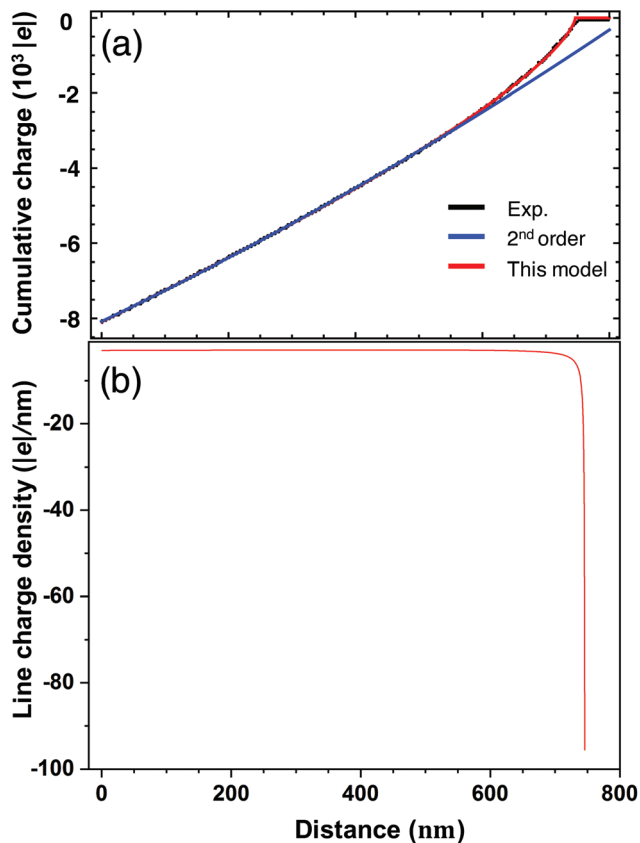 (a)
Cumulative charge (10³ |e|)
0
-2
-4
-6
-8
Exp.
2ⁿᵈ order
This model
(b)
Line charge density (|e|/nm)
-20
-40
-60
-80
-100
0 200 400 600 800
Distance (nm)